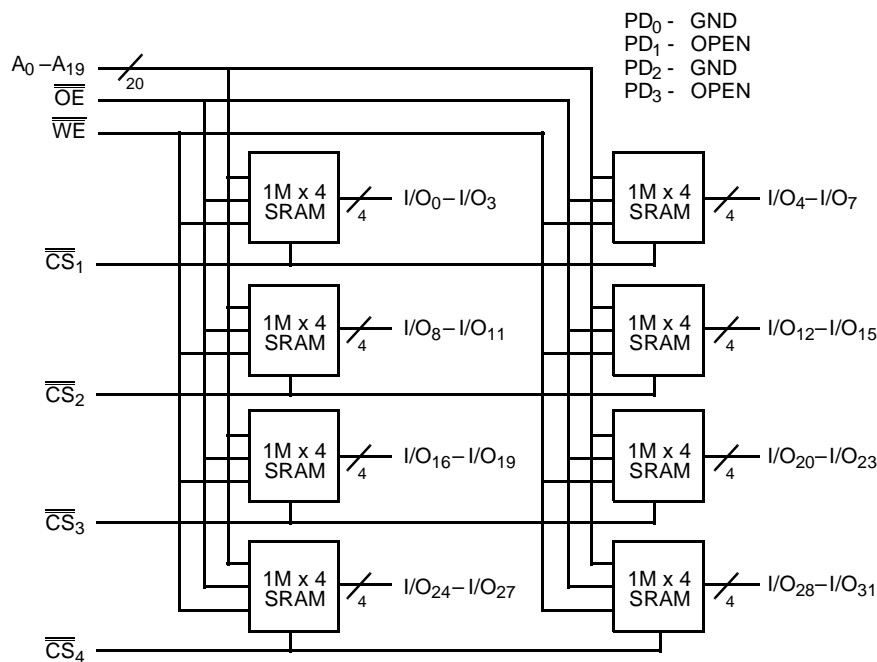 PD0 - GND
PD1 - OPEN
PD2 - GND
PD3 - OPEN
A0 –A19
20
OE
WE
1M x 4
SRAM
4
I/O0– I/O3
1M x 4
SRAM
4
I/O4– I/O7
CS1
1M x 4
SRAM
4
I/O8– I/O11
1M x 4
SRAM
4
I/O12– I/O15
CS2
1M x 4
SRAM
4
I/O16– I/O19
1M x 4
SRAM
4
I/O20– I/O23
CS3
1M x 4
SRAM
4
I/O24– I/O27
1M x 4
SRAM
4
I/O28– I/O31
CS4